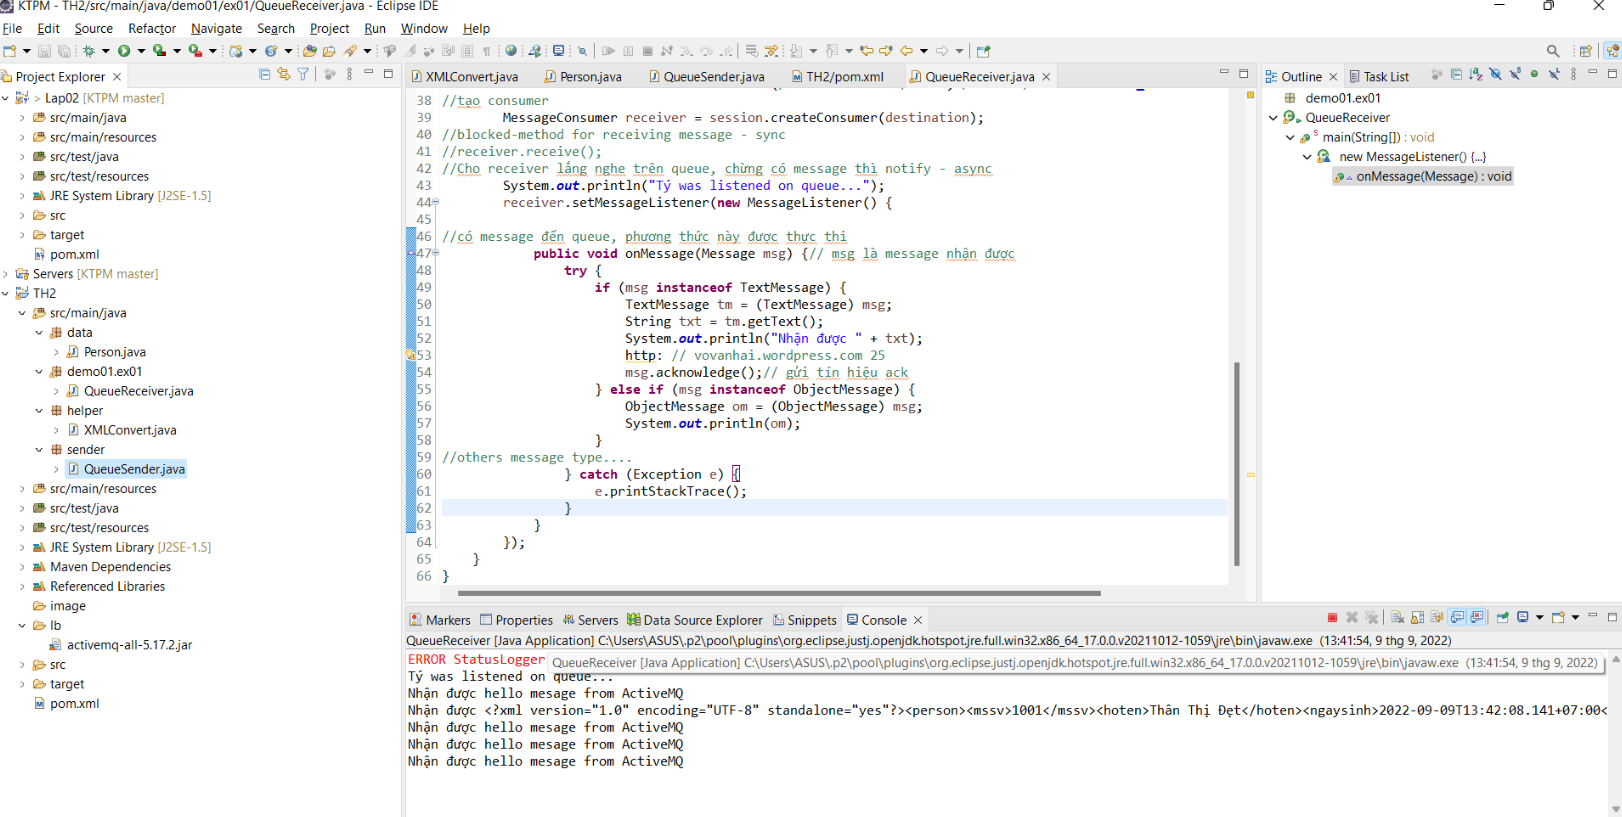 KTPM - TH2/src/main/java/demo01/ex01/QueueReceiver.java - Eclipse IDE
File Edit Source Refactor Navigate Search Project Run Window Help
Project Explorer
Lap02 [KTPM master]
src/main/java
src/main/resources
src/test/java
src/test/resources
JRE System Library [J2SE-1.5]
src
target
pom.xml
Servers [KTPM master]
TH2
src/main/java
data
Person.java
demo01.ex01
QueueReceiver.java
helper
XMLConvert.java
sender
QueueSender.java
src/main/resources
src/test/java
src/test/resources
JRE System Library [J2SE-1.5]
Maven Dependencies
Referenced Libraries
image
lb
activemq-all-5.17.2.jar
src
target
pom.xml
XMLConvert.java Person.java QueueSender.java TH2/pom.xml QueueReceiver.java
38 //tao consumer
39 MessageConsumer receiver = session.createConsumer(destination);
40 //blocked-method for receiving message - sync
41 //receiver.receive();
42 //Cho receiver lắng nghe trên queue, chừng có message thì notify - async
43 System.out.println("Tý was listened on queue...");
44 receiver.setMessageListener(new MessageListener() {
45
46 //có message đến queue, phương thức này được thực thi
47 public void onMessage(Message msg) {// msg là message nhận được
48 try {
49 if (msg instanceof TextMessage) {
50 TextMessage tm = (TextMessage) msg;
51 String txt = tm.getText();
52 System.out.println("Nhận được " + txt);
53 http: // vovanhai.wordpress.com 25
54 msg.acknowledge();// gửi tín hiệu ack
55 } else if (msg instanceof ObjectMessage) {
56 ObjectMessage om = (ObjectMessage) msg;
57 System.out.println(om);
58 }
59 //others message type....
60 } catch (Exception e) {
61 e.printStackTrace();
62 }
63 }
64 });
65 }
66 }
Outline Task List
demo01.ex01
QueueReceiver
main(String[]) : void
new MessageListener() {...}
onMessage(Message) : void
Markers Properties Servers Data Source Explorer Snippets Console
QueueReceiver [Java Application] C:\Users\ASUS\.p2\pool\plugins\org.eclipse.justj.openjdk.hotspot.jre.full.win32.x86_64_17.0.0.v20211012-1059\jre\bin\javaw.exe (13:41:54, 9 thg 9, 2022)
ERROR StatusLogger
QueueReceiver [Java Application] C:\Users\ASUS\.p2\pool\plugins\org.eclipse.justj.openjdk.hotspot.jre.full.win32.x86_64_17.0.0.v20211012-1059\jre\bin\javaw.exe (13:41:54, 9 thg 9, 2022)
Tý was listened on queue...
Nhận được hello mesage from ActiveMQ
Nhận được <?xml version="1.0" encoding="UTF-8" standalone="yes"?><person><mssv>1001</mssv><hoten>Thân Thị Đẹt</hoten><ngaysinh>2022-09-09T13:42:08.141+07:00<
Nhận được hello mesage from ActiveMQ
Nhận được hello mesage from ActiveMQ
Nhận được hello mesage from ActiveMQ